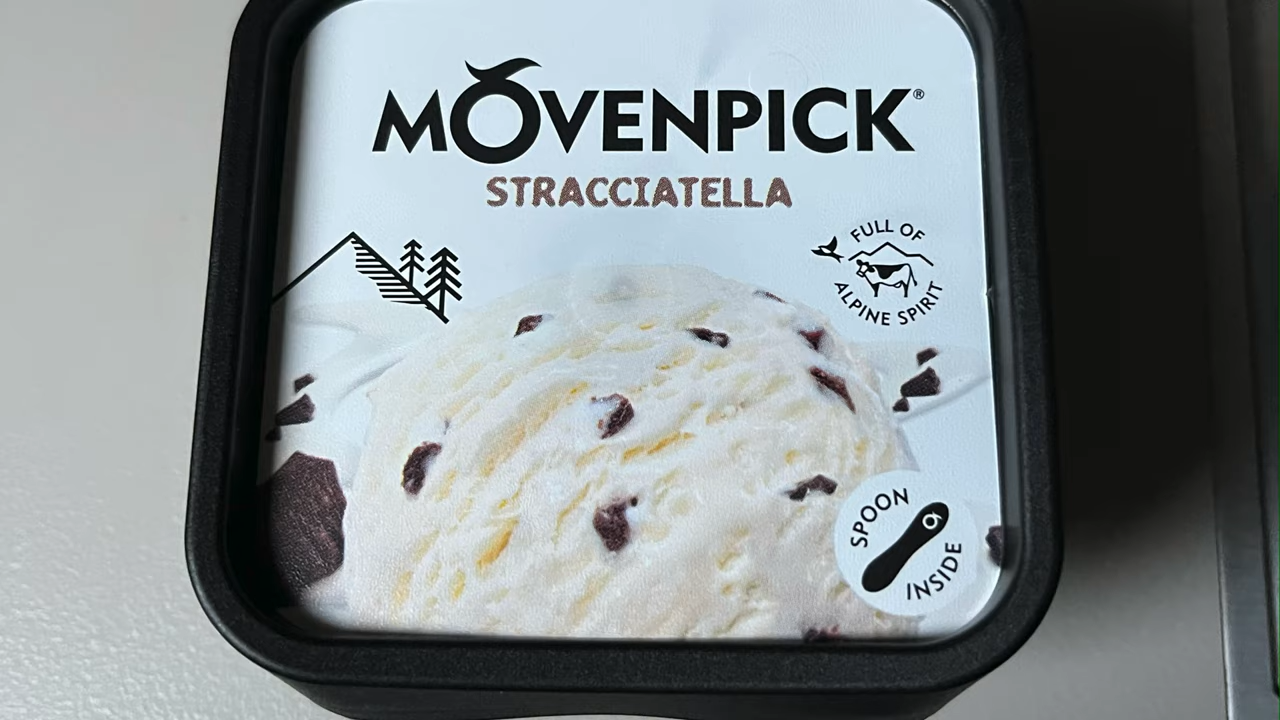 MÖVENPICK®
STRACCIATELLA
FULL OF
ALPINE SPIRIT
SPOON
INSIDE